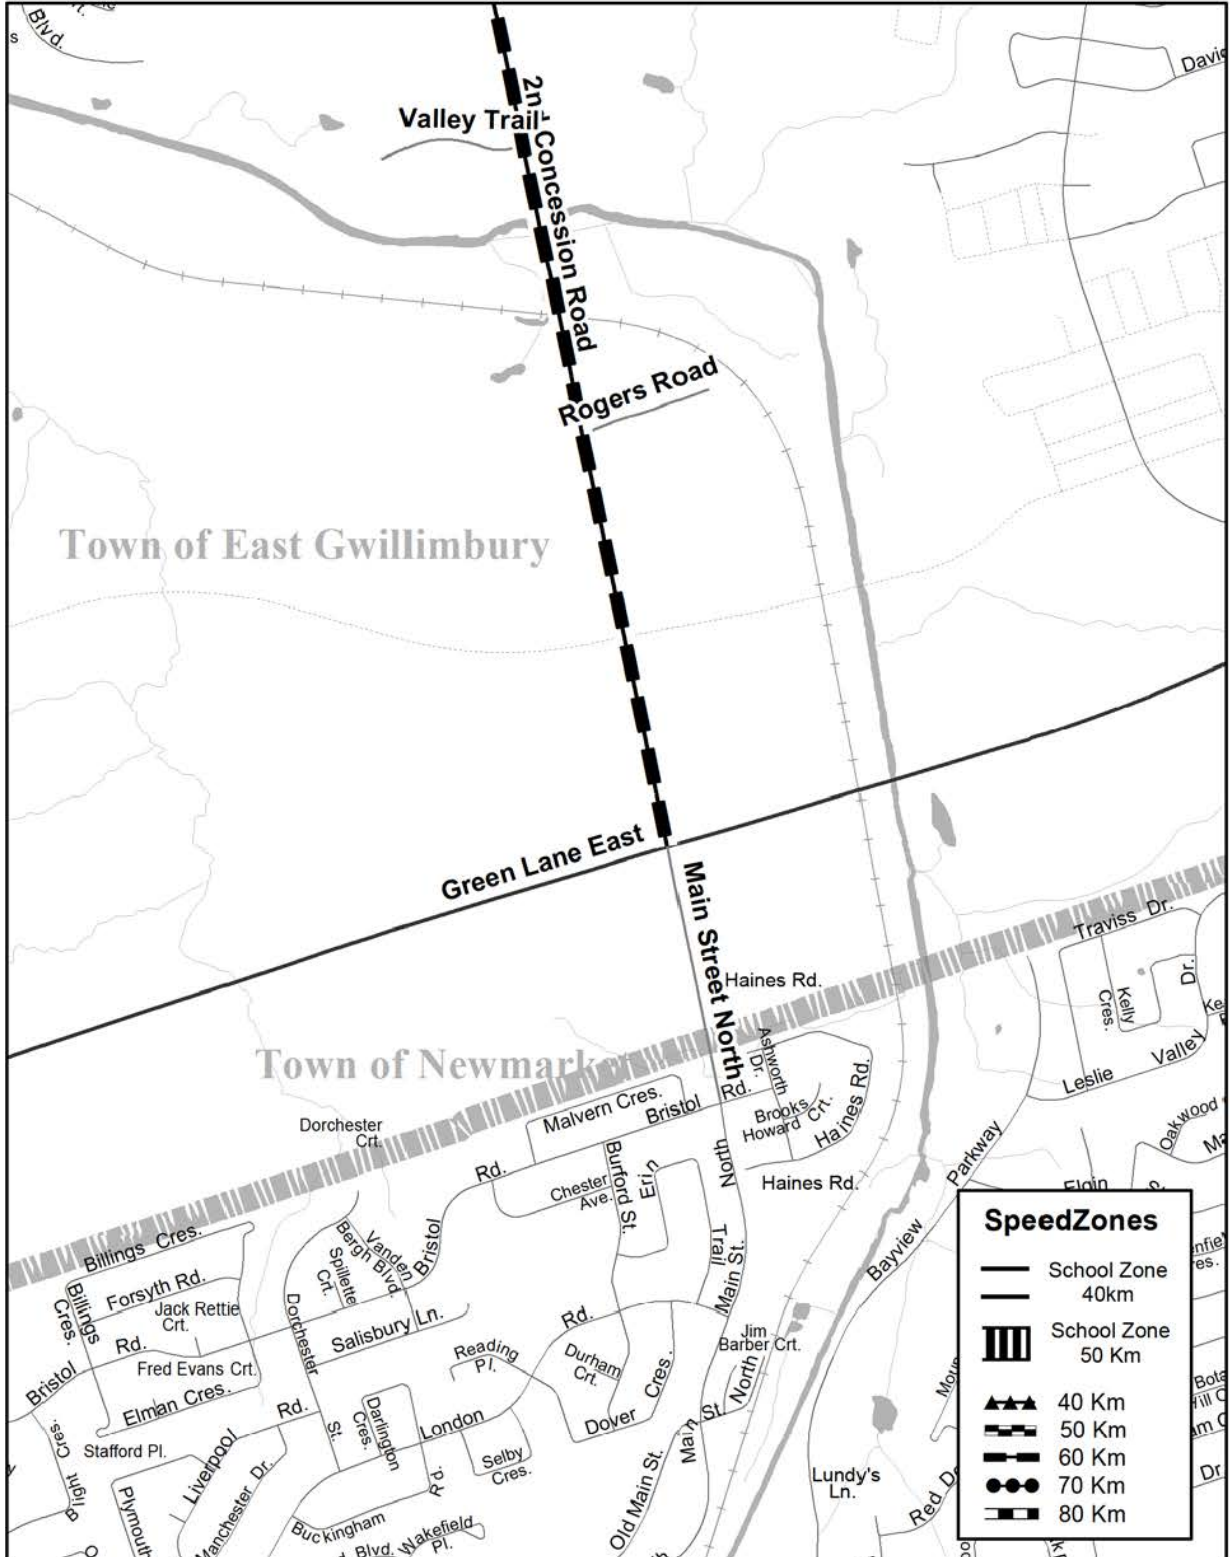 Blvd.
s
Davi
2nd Concession Road
Valley Trail
Rogers Road
Town of East Gwillimbury
Green Lane East
Main Street North
Traviss Dr.
Haines Rd.
Kelly
Cres.
Dr.
Town of Newmarket
Ashworth
Dr.
Valley
Leslie
Malvern Cres.
Bristol
Rd.
Brooks
Howard Crt.
Haines Rd.
Oakwood
Dorchester
Crt.
Rd.
Chester
Ave.
Burford St.
Erin
North
Trail
Haines Rd.
Parkway
Bayview
Elgin
Billings Cres.
Vanden
Bergh Blvd.
Bristol
Forsyth Rd.
Spillette
Crt.
Billings
Cres.
Jack Rettie
Crt.
Main St.
Rd.
Rd.
Dorchester
St.
Salisbury Ln.
Jim
Barber Crt.
Bristol
Fred Evans Crt.
Reading
Pl.
Durham
Crt.
Cres.
Elman Cres.
Rd.
Darlington
Cres.
London
Rd.
Dover
Main St.
North
Stafford Pl.
Liverpool
Selby
Cres.
Old Main St.
Cres.
Plymouth
Manchester Dr.
Buckingham
Blvd.
Wakefield
Pl.
Lundy's
Ln.
Red
Dr
SpeedZones
School Zone
40km
School Zone
50 Km
40 Km
50 Km
60 Km
70 Km
80 Km